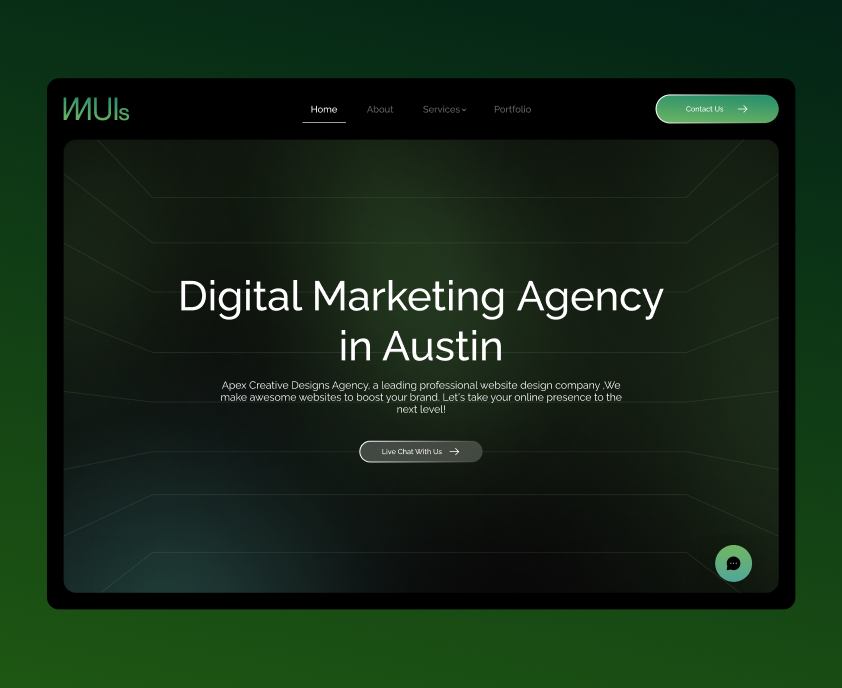 IMUIs
Home
About
Services
Portfolio
Contact Us
Digital Marketing Agency
in Austin
Apex Creative Designs Agency, a leading professional website design company ,We
make awesome websites to boost your brand. Let's take your online presence to the
next level!
Live Chat With Us